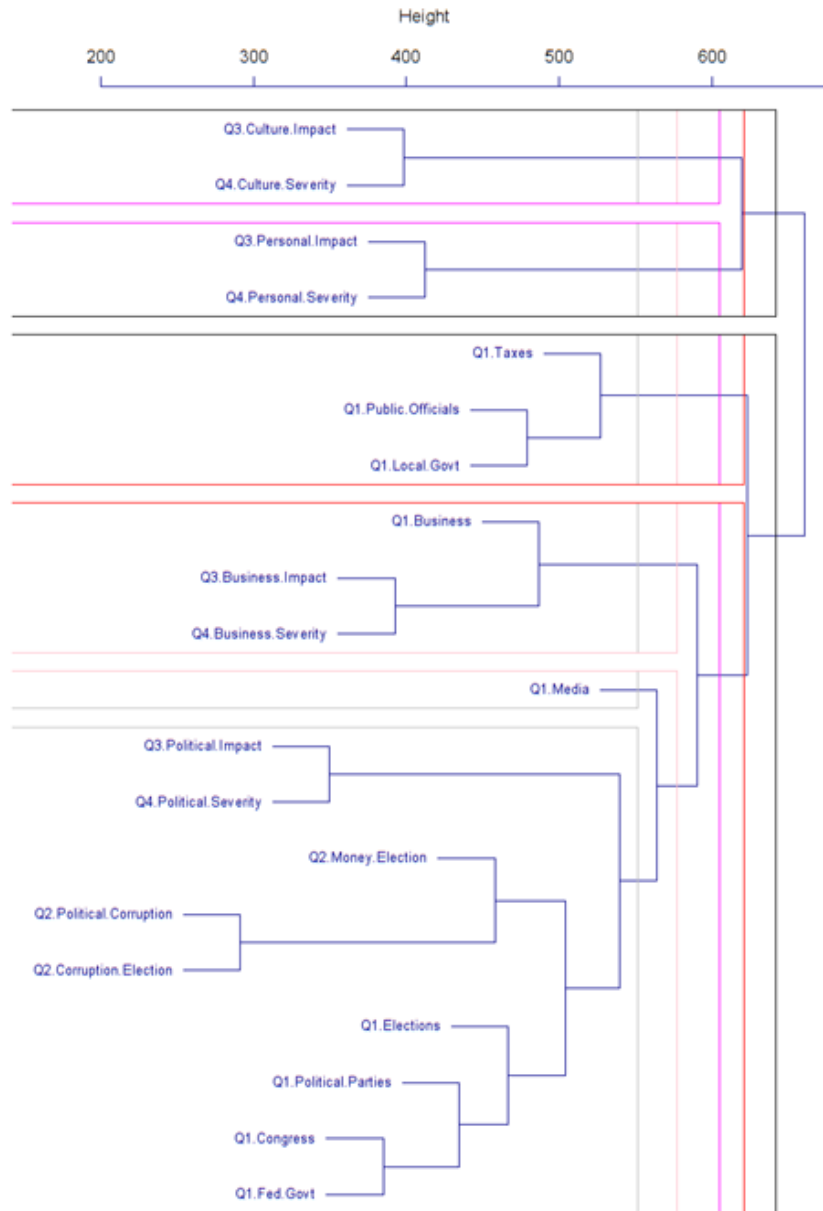 Height
200 300 400 500 600
Q3.Culture.Impact
Q4.Culture.Severity
Q3.Personal.Impact
Q4.Personal.Severity
Q1.Taxes
Q1.Public.Officials
Q1.Local.Govt
Q1.Business
Q3.Business.Impact
Q4.Business.Severity
Q1.Media
Q3.Political.Impact
Q4.Political.Severity
Q2.Money.Election
Q2.Political.Corruption
Q2.Corruption.Election
Q1.Elections
Q1.Political.Parties
Q1.Congress
Q1.Fed.Govt